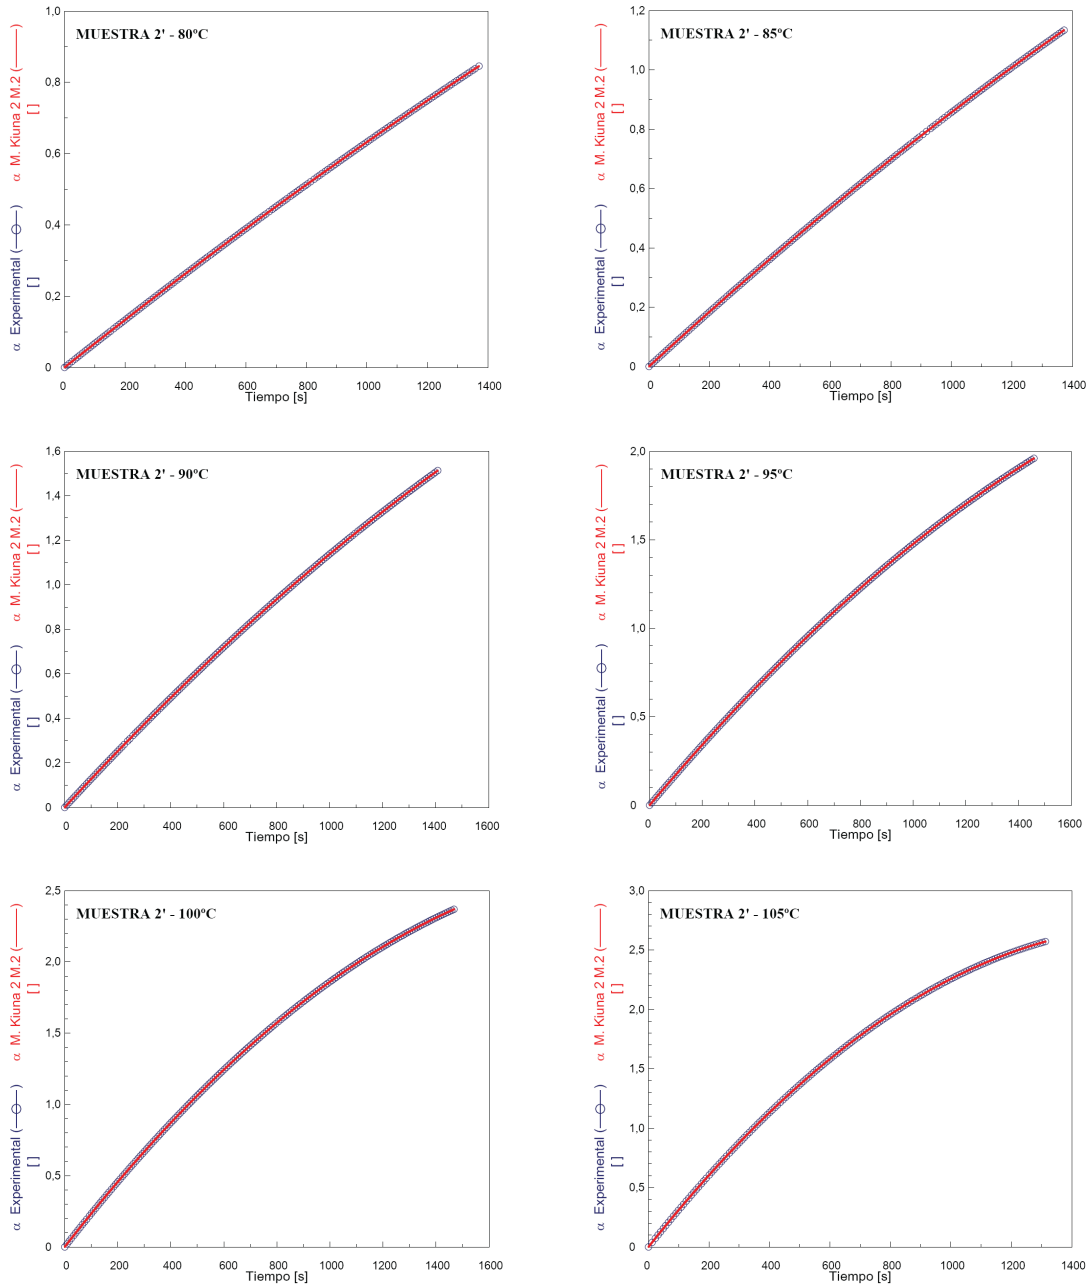 MUESTRA 2' - 80ºC
α Experimental (—O—) α M. Kiuna 2 M.2 (——)
[ ] [ ]
1,0
0,8
0,6
0,4
0,2
0
0 200 400 600 800 1000 1200 1400
Tiempo [s]
MUESTRA 2' - 85ºC
α Experimental (—O—) α M. Kiuna 2 M.2 (——)
[ ] [ ]
1,2
1,0
0,8
0,6
0,4
0,2
0
0 200 400 600 800 1000 1200 1400
Tiempo [s]
MUESTRA 2' - 90ºC
α Experimental (—O—) α M. Kiuna 2 M.2 (——)
[ ] [ ]
1,6
1,4
1,2
1,0
0,8
0,6
0,4
0,2
0
0 200 400 600 800 1000 1200 1400 1600
Tiempo [s]
MUESTRA 2' - 95ºC
α Experimental (—O—) α M. Kiuna 2 M.2 (——)
[ ] [ ]
2,0
1,5
1,0
0,5
0
0 200 400 600 800 1000 1200 1400 1600
Tiempo [s]
MUESTRA 2' - 100ºC
α Experimental (—O—) α M. Kiuna 2 M.2 (——)
[ ] [ ]
2,5
2,0
1,5
1,0
0,5
0
0 200 400 600 800 1000 1200 1400 1600
Tiempo [s]
MUESTRA 2' - 105ºC
α Experimental (—O—) α M. Kiuna 2 M.2 (——)
[ ] [ ]
3,0
2,5
2,0
1,5
1,0
0,5
0
0 200 400 600 800 1000 1200 1400
Tiempo [s]